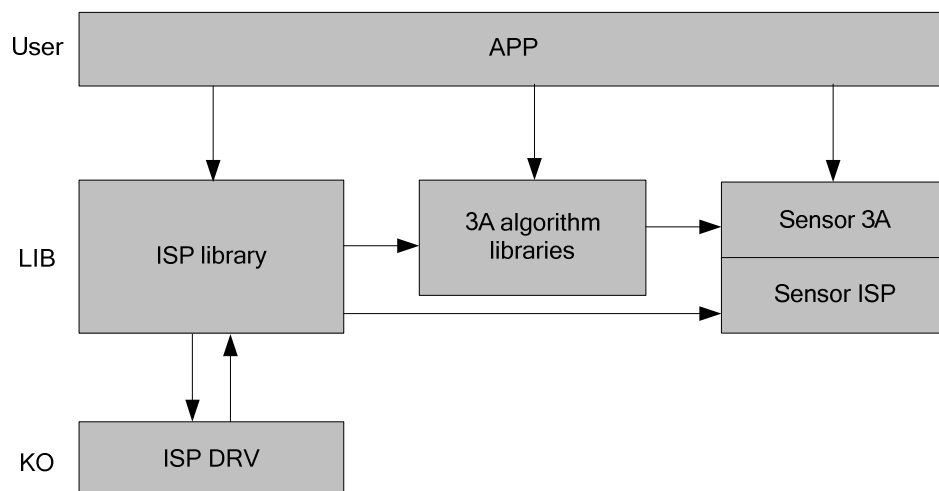 User
APP
LIB
ISP library
3A algorithm
libraries
Sensor 3A
Sensor ISP
KO
ISP DRV